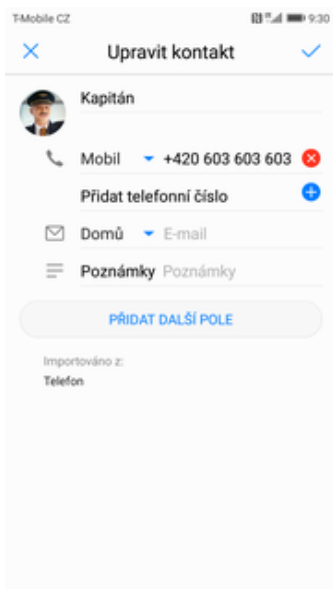 T-Mobile CZ 9:30
Upravit kontakt
Kapitán
Mobil +420 603 603 603
Přidat telefonní číslo
Domů E-mail
Poznámky Poznámky
PŘIDAT DALŠÍ POLE
Importováno z:
Telefon